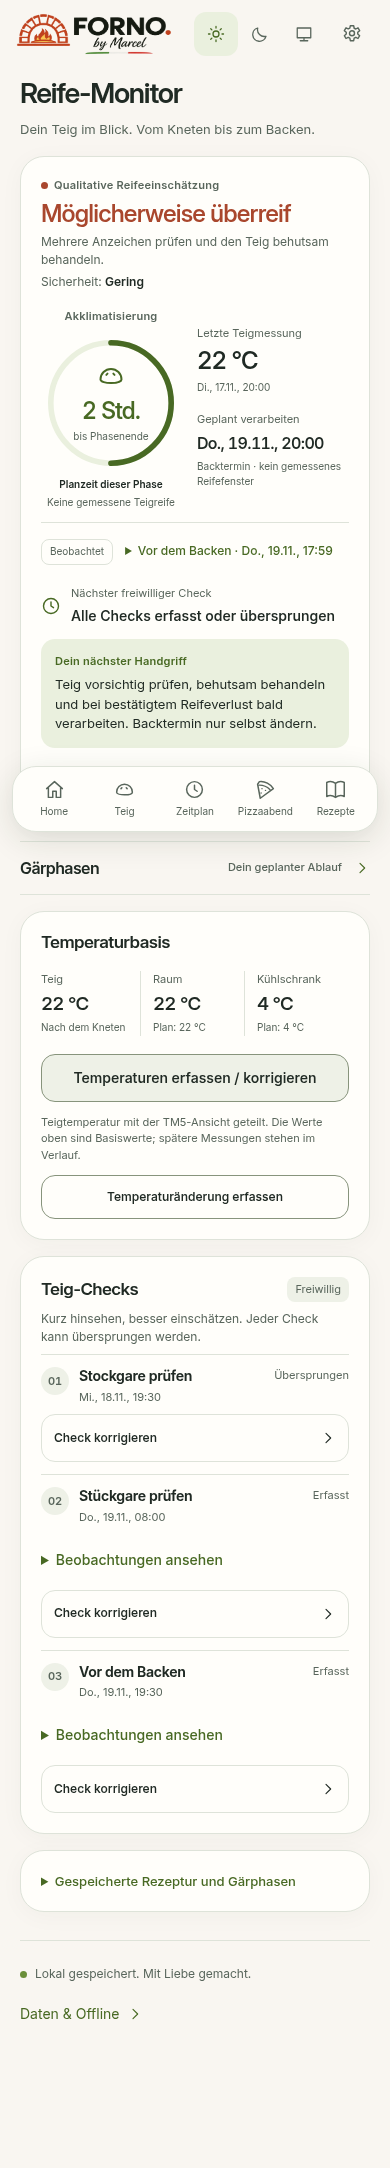 FORNO.
by Marcel
Reife-Monitor
Dein Teig im Blick. Vom Kneten bis zum Backen.
Qualitative Reifeeinschätzung
Möglicherweise überreif
Mehrere Anzeichen prüfen und den Teig behutsam
behandeln.
Sicherheit: Gering
Akklimatisierung
2 Std.
bis Phasenende
Planzeit dieser Phase
Keine gemessene Teigreife
Letzte Teigmessung
22 °C
Di., 17.11., 20:00
Geplant verarbeiten
Do., 19.11., 20:00
Backtermin · kein gemessenes
Reifefenster
Beobachtet
Vor dem Backen · Do., 19.11., 17:59
Nächster freiwilliger Check
Alle Checks erfasst oder übersprungen
Dein nächster Handgriff
Teig vorsichtig prüfen, behutsam behandeln
und bei bestätigtem Reifeverlust bald
verarbeiten. Backtermin nur selbst ändern.
Home
Teig
Zeitplan
Pizzaabend
Rezepte
Gärphasen
Dein geplanter Ablauf
Temperaturbasis
Teig
22 °C
Nach dem Kneten
Raum
22 °C
Plan: 22 °C
Kühlschrank
4 °C
Plan: 4 °C
Temperaturen erfassen / korrigieren
Teigtemperatur mit der TM5-Ansicht geteilt. Die Werte
oben sind Basiswerte; spätere Messungen stehen im
Verlauf.
Temperaturänderung erfassen
Teig-Checks
Freiwillig
Kurz hinsehen, besser einschätzen. Jeder Check
kann übersprungen werden.
01
Stockgare prüfen
Übersprungen
Mi., 18.11., 19:30
Check korrigieren
02
Stückgare prüfen
Erfasst
Do., 19.11., 08:00
Beobachtungen ansehen
Check korrigieren
03
Vor dem Backen
Erfasst
Do., 19.11., 19:30
Beobachtungen ansehen
Check korrigieren
Gespeicherte Rezeptur und Gärphasen
Lokal gespeichert. Mit Liebe gemacht.
Daten & Offline